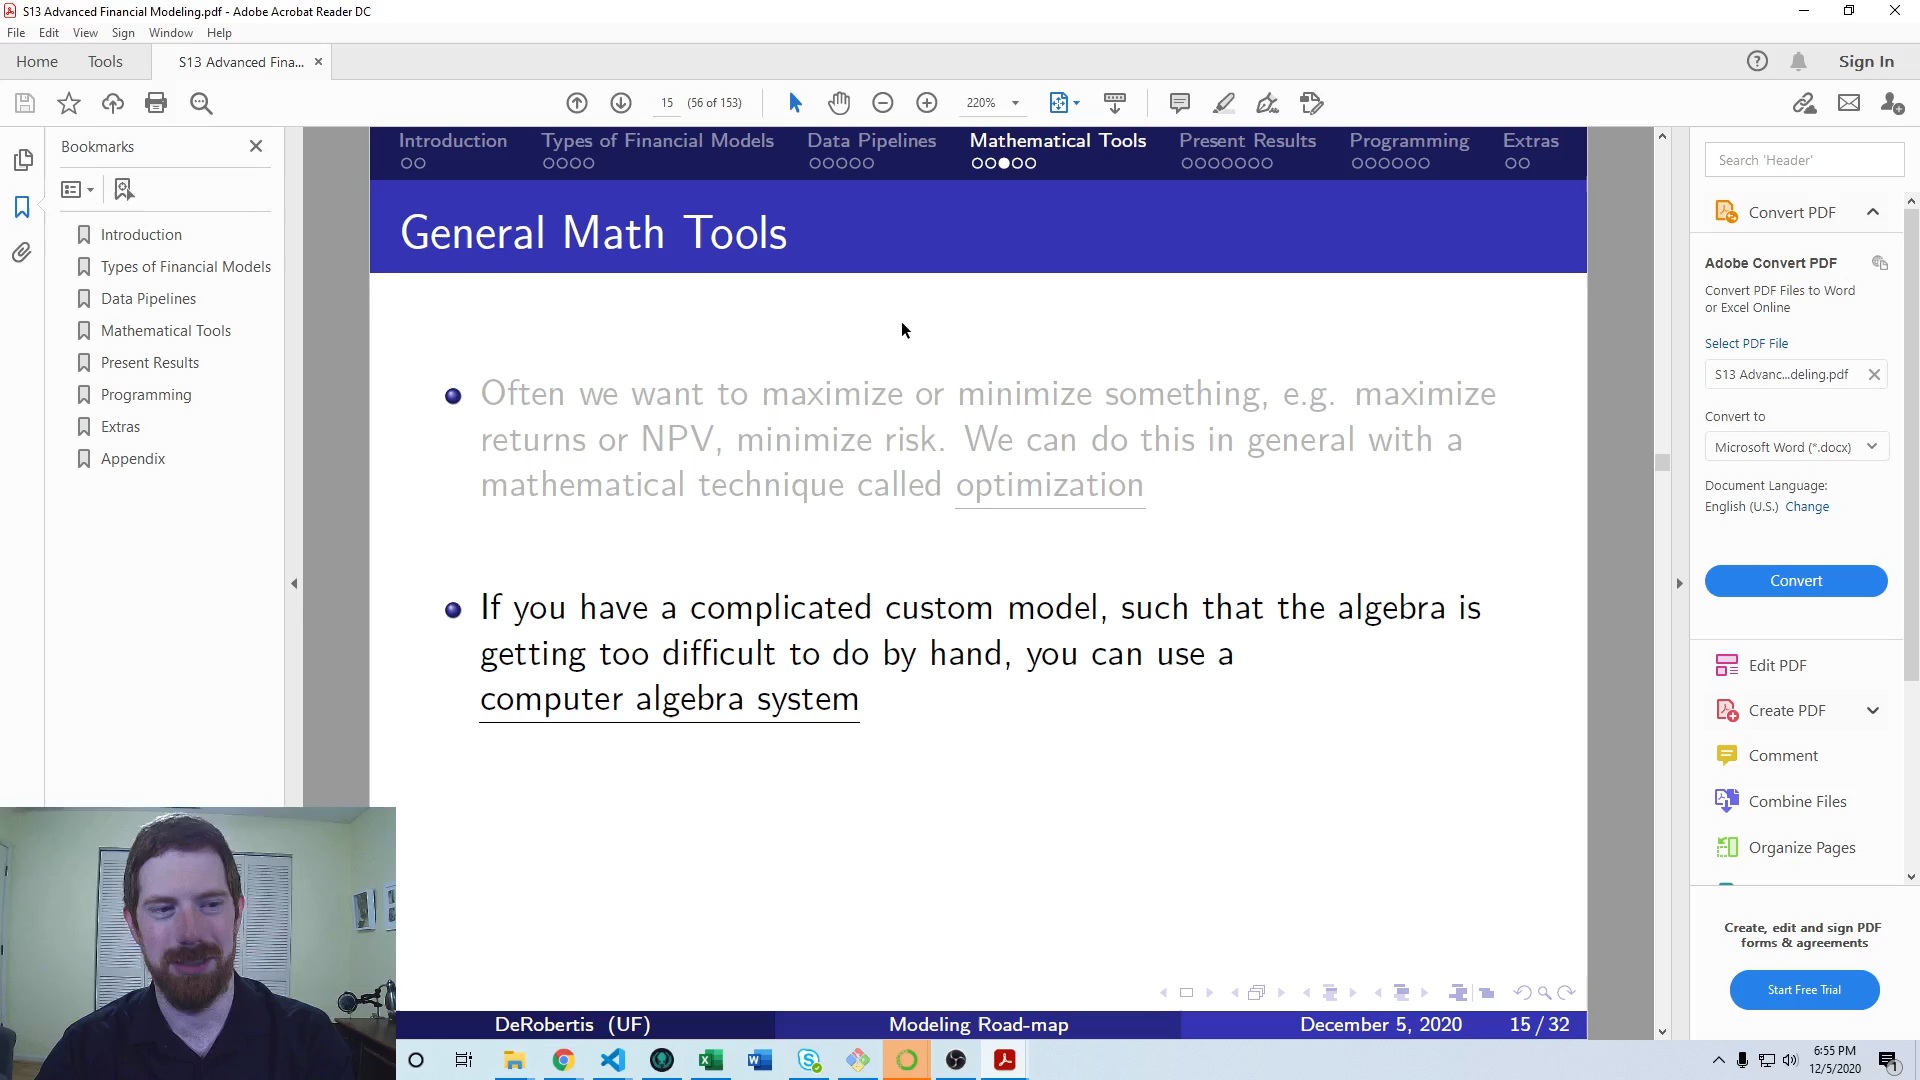 S13 Advanced Financial Modeling.pdf - Adobe Acrobat Reader DC
File Edit View Sign Window Help
Home Tools S13 Advanced Fina... Sign In
15 (56 of 153) 220%
Bookmarks
Introduction
Types of Financial Models
Data Pipelines
Mathematical Tools
Present Results
Programming
Extras
Appendix
Introduction Types of Financial Models Data Pipelines Mathematical Tools Present Results Programming Extras
General Math Tools
Often we want to maximize or minimize something, e.g. maximize
returns or NPV, minimize risk. We can do this in general with a
mathematical technique called optimization
If you have a complicated custom model, such that the algebra is
getting too difficult to do by hand, you can use a
computer algebra system
DeRobertis (UF) Modeling Road-map December 5, 2020 15 / 32
Search 'Header'
Convert PDF
Adobe Convert PDF
Convert PDF Files to Word
or Excel Online
Select PDF File
S13 Advanc...deling.pdf
Convert to
Microsoft Word (*.docx)
Document Language:
English (U.S.) Change
Convert
Edit PDF
Create PDF
Comment
Combine Files
Organize Pages
Create, edit and sign PDF
forms & agreements
Start Free Trial
6:55 PM
12/5/2020
1